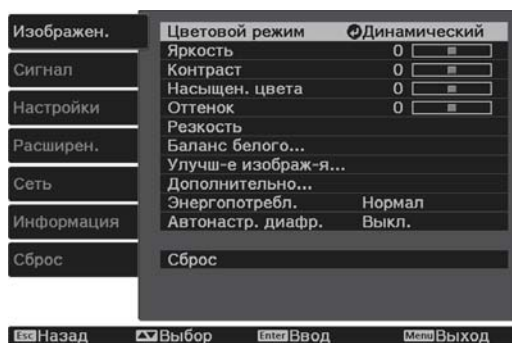 Изображен.
Сигнал
Настройки
Расширен.
Сеть
Информация
Сброс
Цветовой режим Динамический
Яркость 0
Контраст 0
Насыщен. цвета 0
Оттенок 0
Резкость
Баланс белого...
Улучш-е изображ-я...
Дополнительно...
Энергопотребл. Нормал
Автонастр. диафр. Выкл.
Сброс
Esc Назад Выбор Enter Ввод Menu Выход